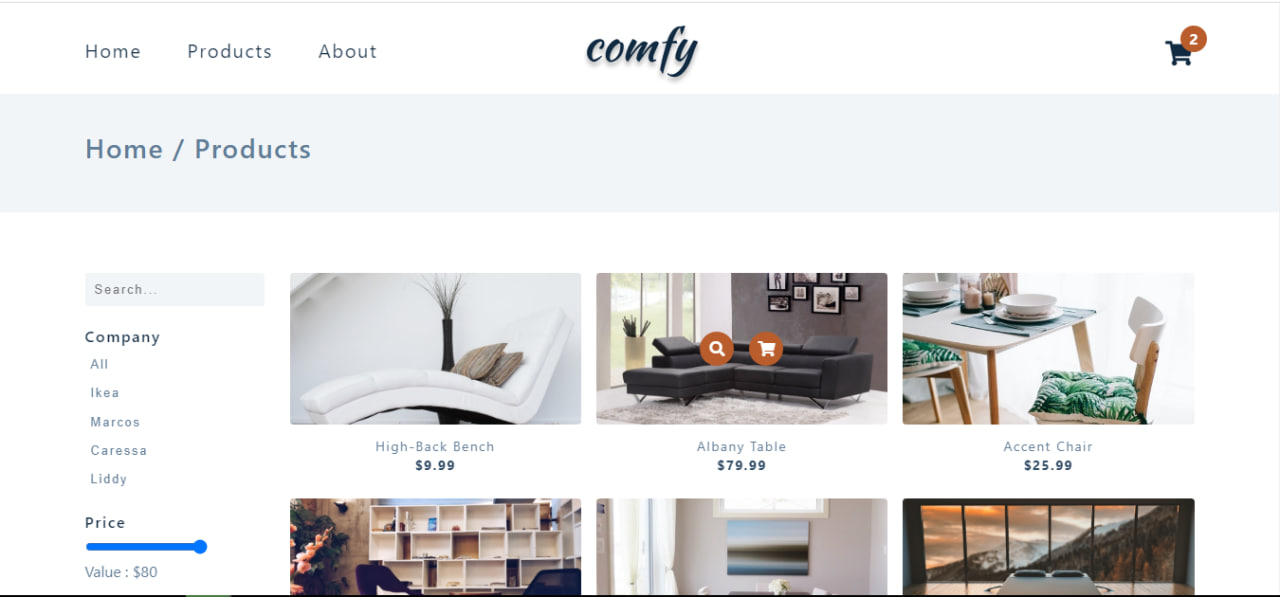 Home Products About comfy 2
Home / Products
Search...
Company
All
Ikea
Marcos
Caressa
Liddy
Price
Value : $80
High-Back Bench
$9.99
Albany Table
$79.99
Accent Chair
$25.99